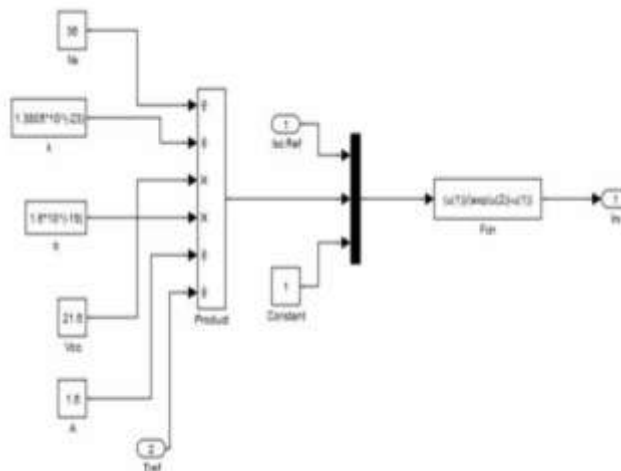 36
Ns
1.3805*10^(-23)
k
1.6*10^(-19)
q
21.6
Voc
1.6
A
2
Tref
÷
÷
×
×
÷
÷
Product
1
Isc Ref
1
Constant
Fcn
1